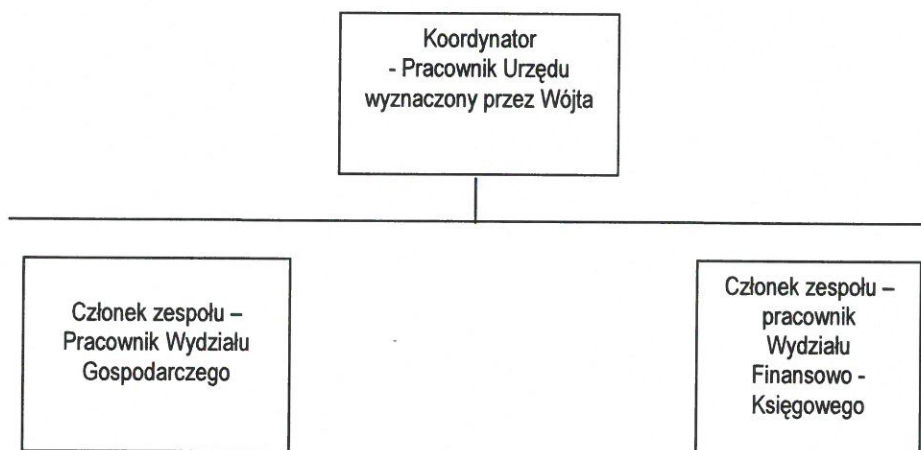 Koordynator
- Pracownik Urzędu
wyznaczony przez Wójta
Członek zespołu –
Pracownik Wydziału
Gospodarczego
Członek zespołu –
pracownik
Wydziału
Finansowo -
Księgowego